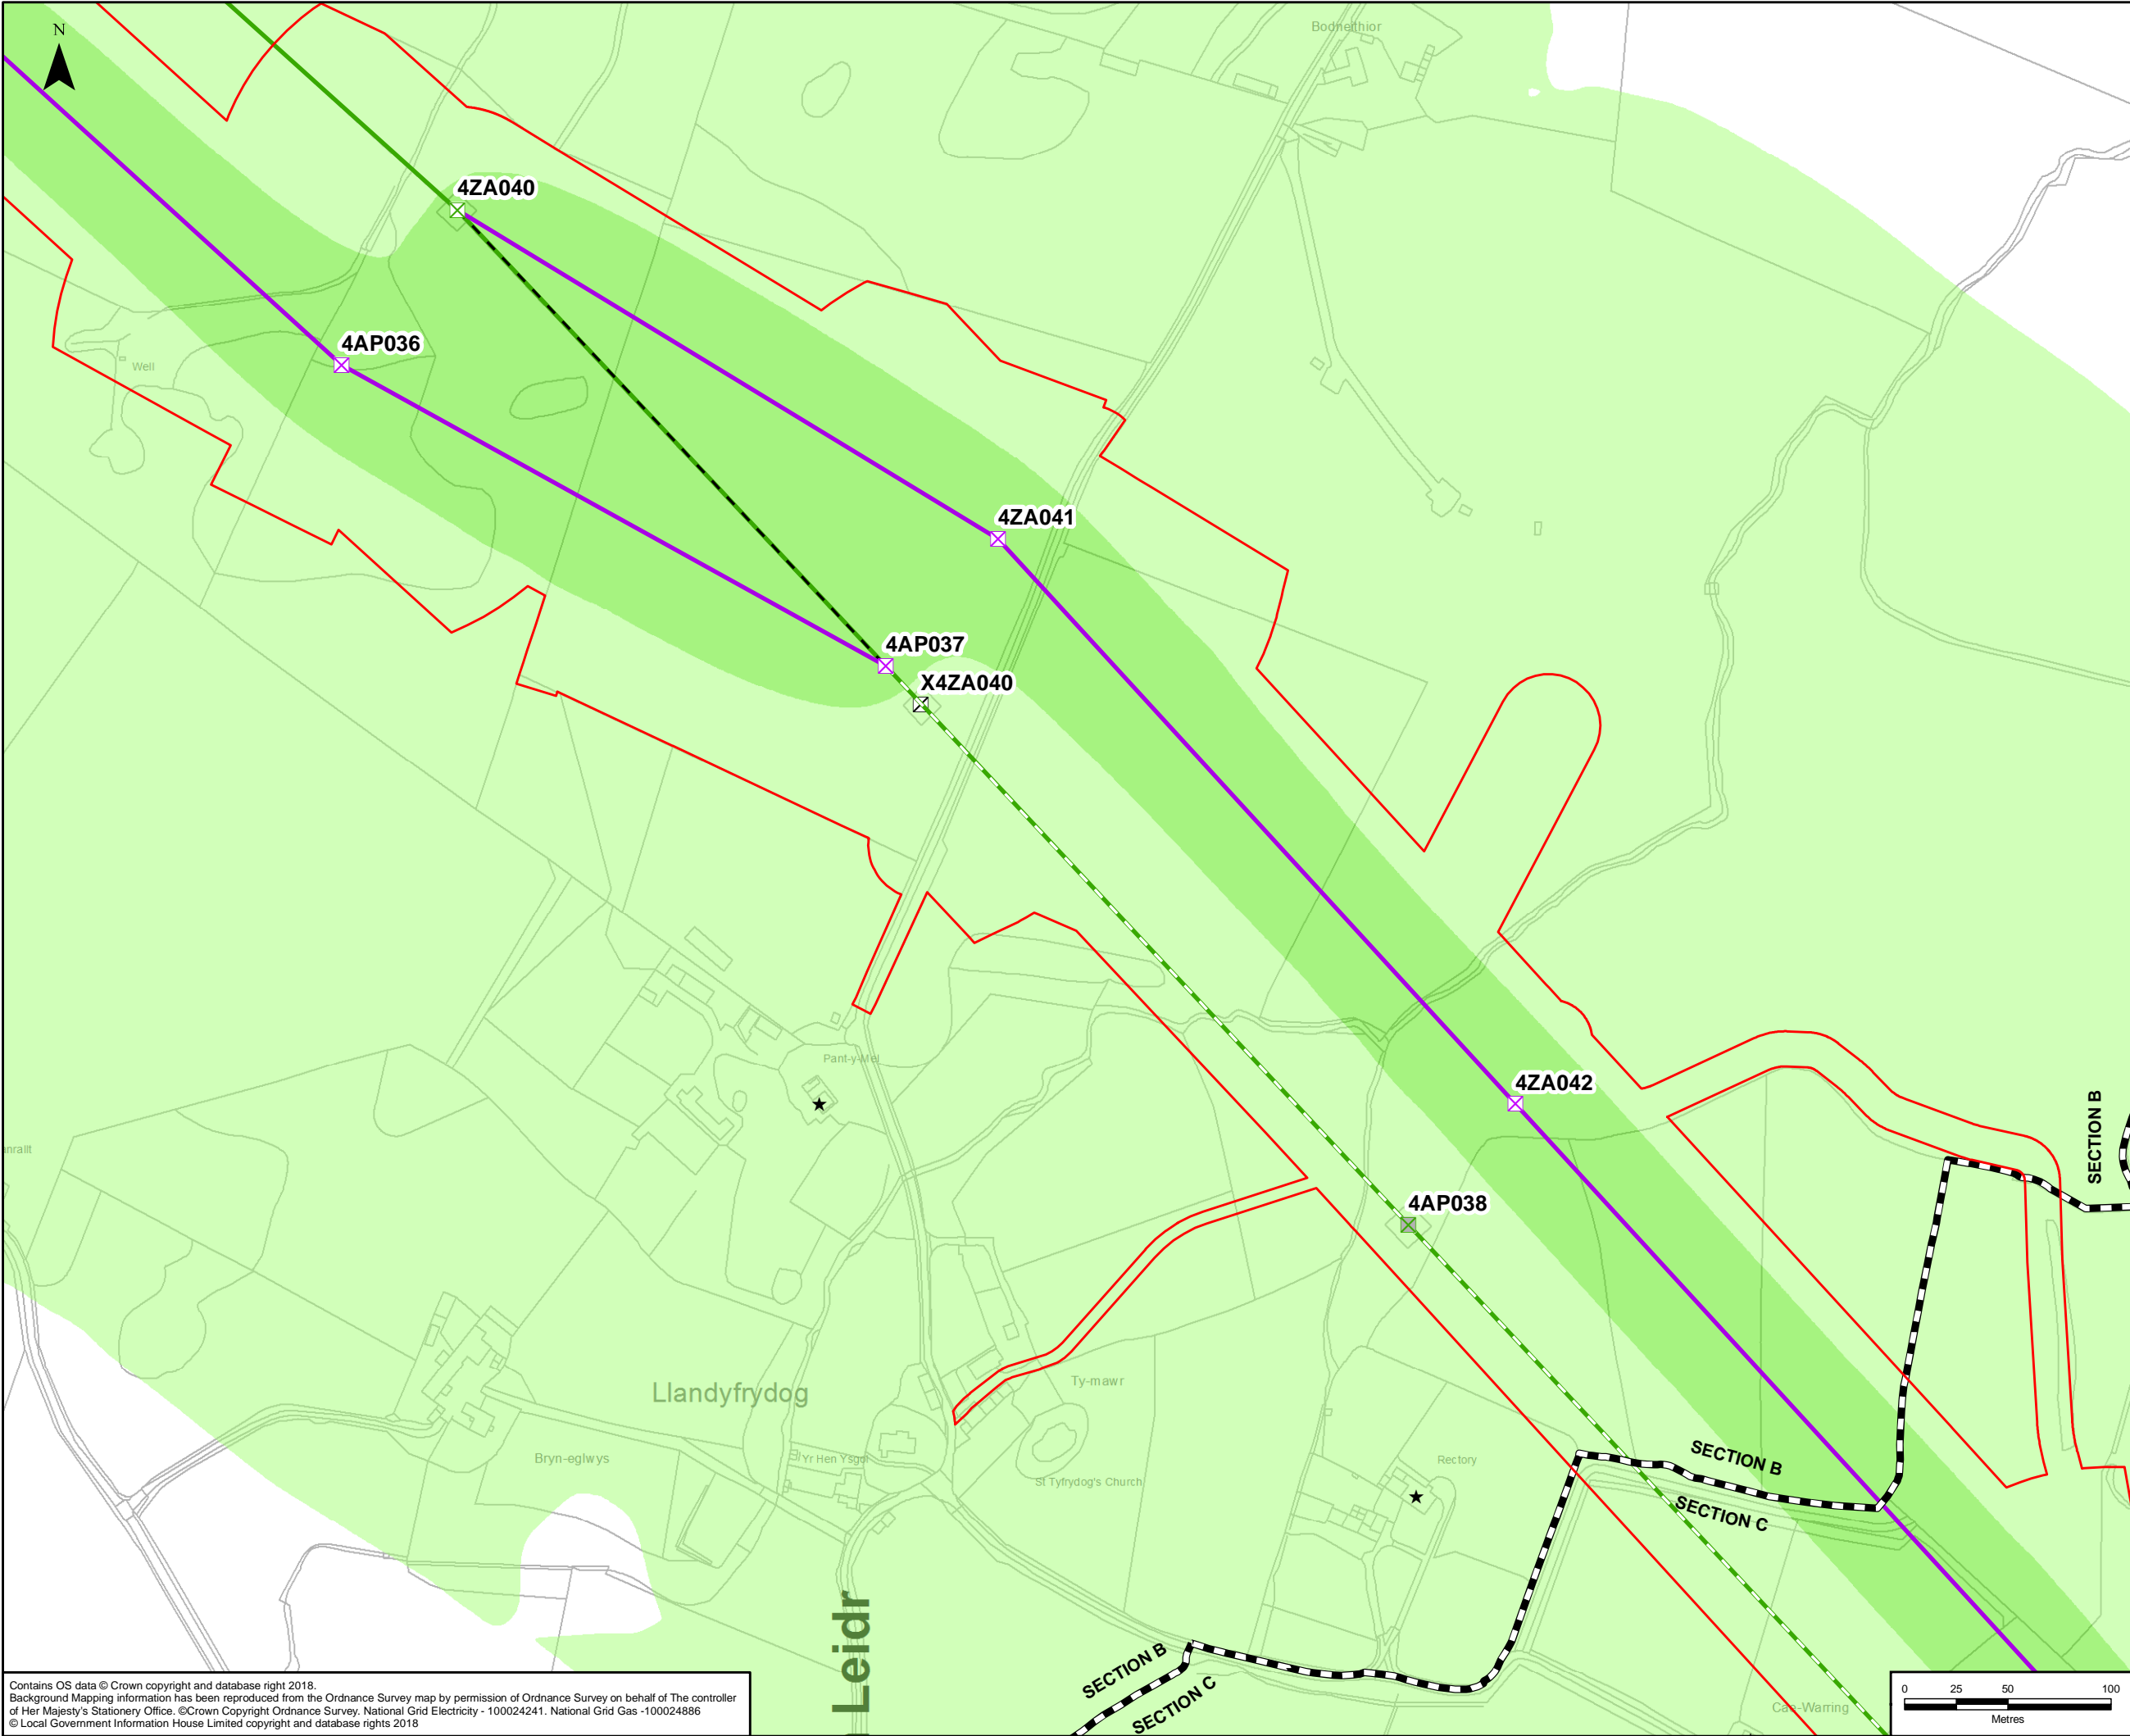 N
Bodneithior
4ZA040
4AP036
Well
4ZA041
4AP037
X4ZA040
Pant-y-Mel
4ZA042
SECTION B
anrallt
4AP038
Llandyfrydog
Ty-mawr
Bryn-eglwys
Yr Hen Ysgol
St Tyfrydog's Church
Rectory
SECTION B
SECTION C
Leidr
SECTION B
SECTION C
Cae-Warring
Contains OS data © Crown copyright and database right 2018.
Background Mapping information has been reproduced from the Ordnance Survey map by permission of Ordnance Survey on behalf of The controller
of Her Majesty's Stationery Office. ©Crown Copyright Ordnance Survey. National Grid Electricity - 100024241. National Grid Gas -100024886
© Local Government Information House Limited copyright and database rights 2018
0 25 50 100
Metres